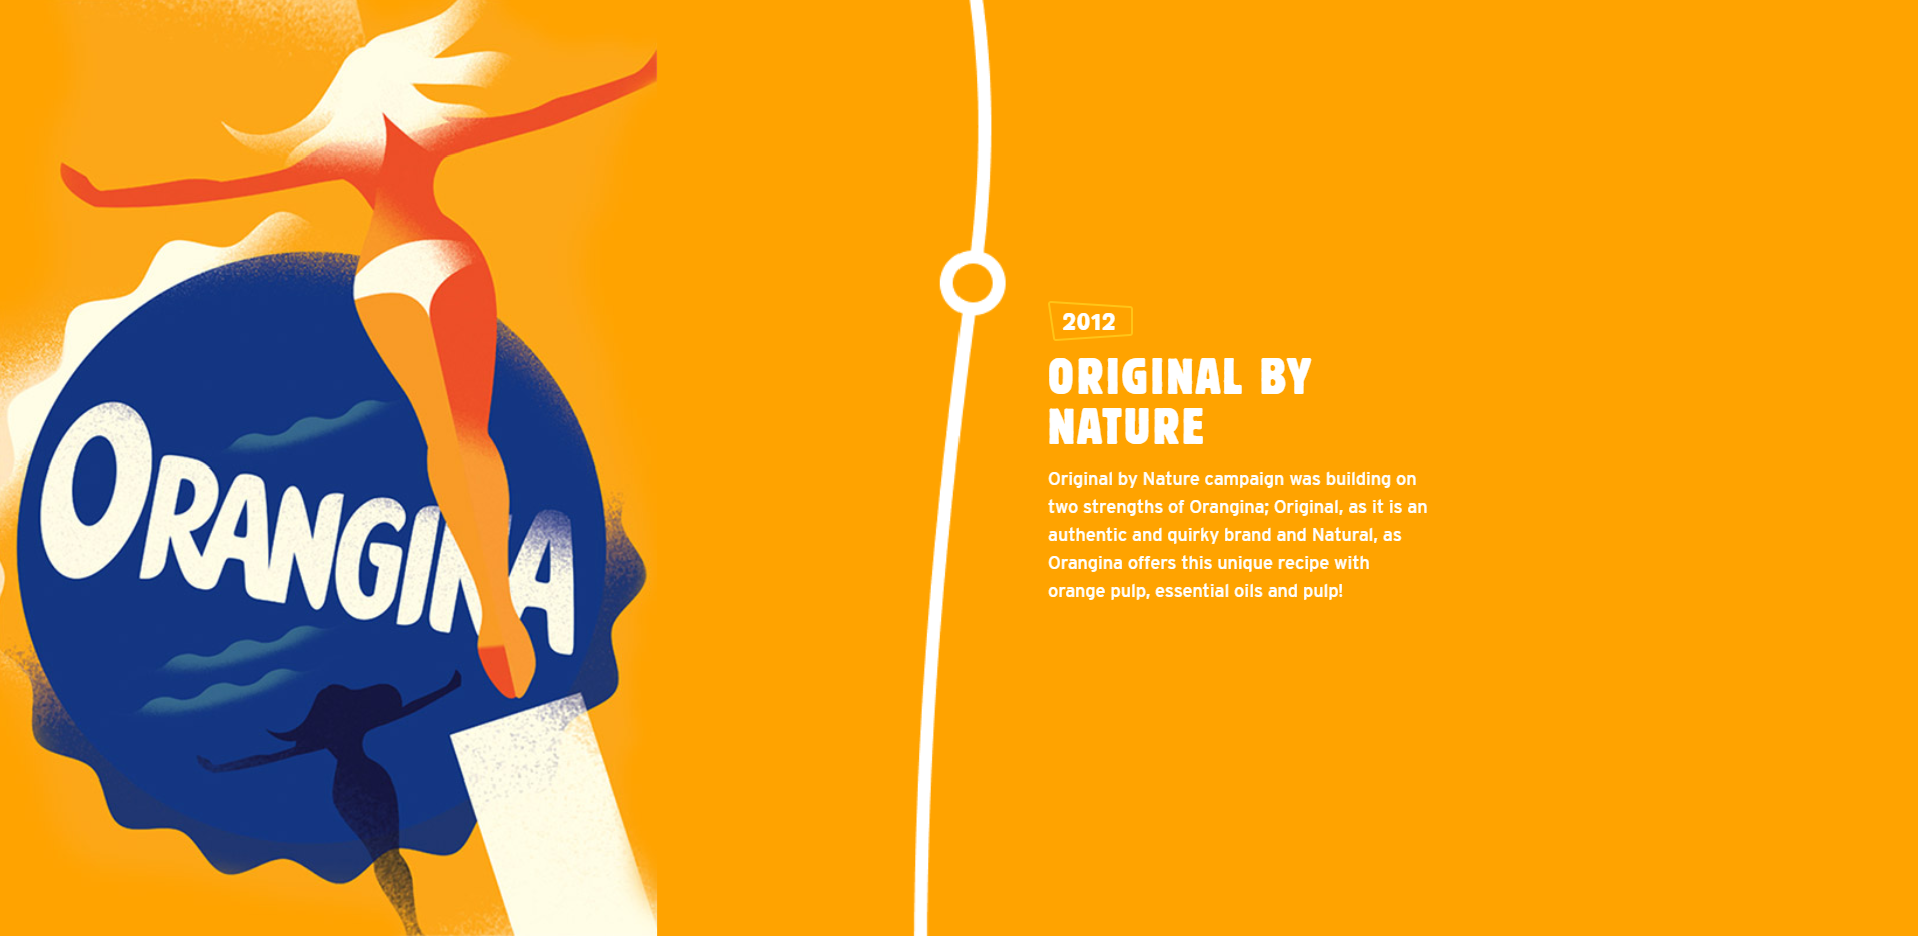 ORANGINA
2012
ORIGINAL BY
NATURE
Original by Nature campaign was building on
two strengths of Orangina; Original, as it is an
authentic and quirky brand and Natural, as
Orangina offers this unique recipe with
orange pulp, essential oils and pulp!